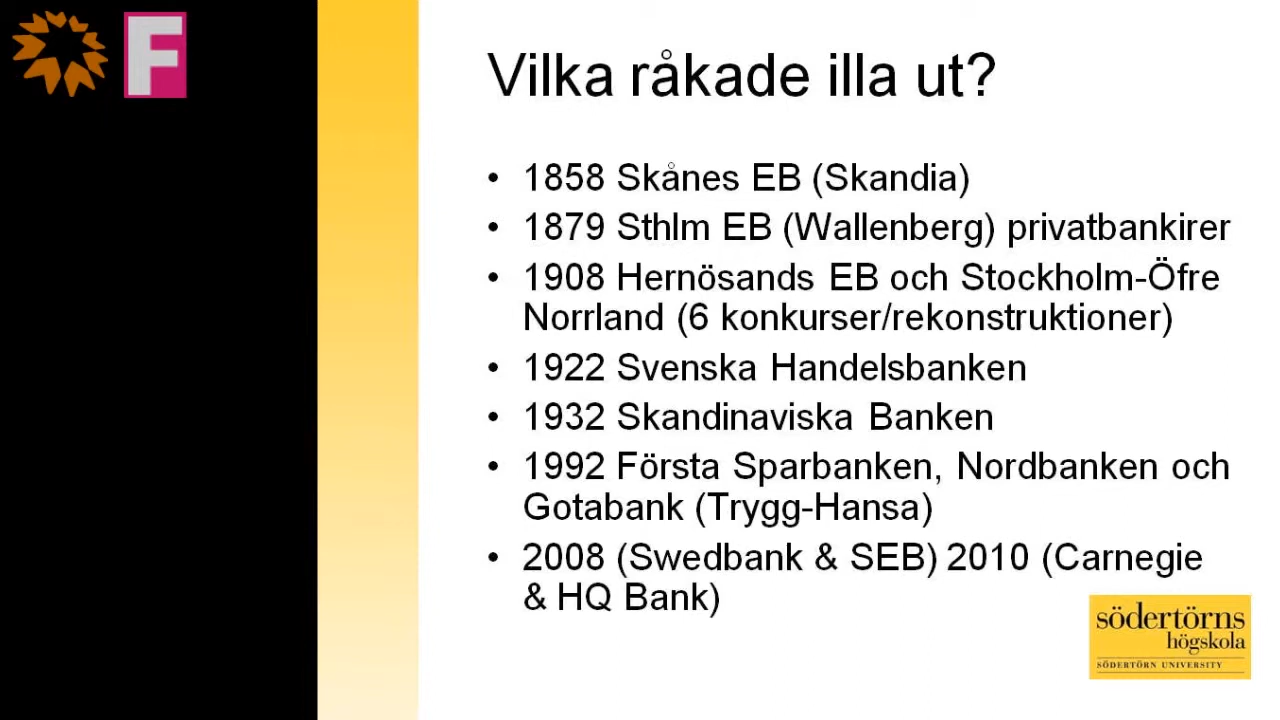 F
Vilka råkade illa ut?
• 1858 Skånes EB (Skandia)
• 1879 Sthlm EB (Wallenberg) privatbankirer
• 1908 Hernösands EB och Stockholm-Öfre
Norrland (6 konkurser/rekonstruktioner)
• 1922 Svenska Handelsbanken
• 1932 Skandinaviska Banken
• 1992 Första Sparbanken, Nordbanken och
Gotabank (Trygg-Hansa)
• 2008 (Swedbank & SEB) 2010 (Carnegie
& HQ Bank)
södertörns
högskola
SÖDERTÖRN UNIVERSITY